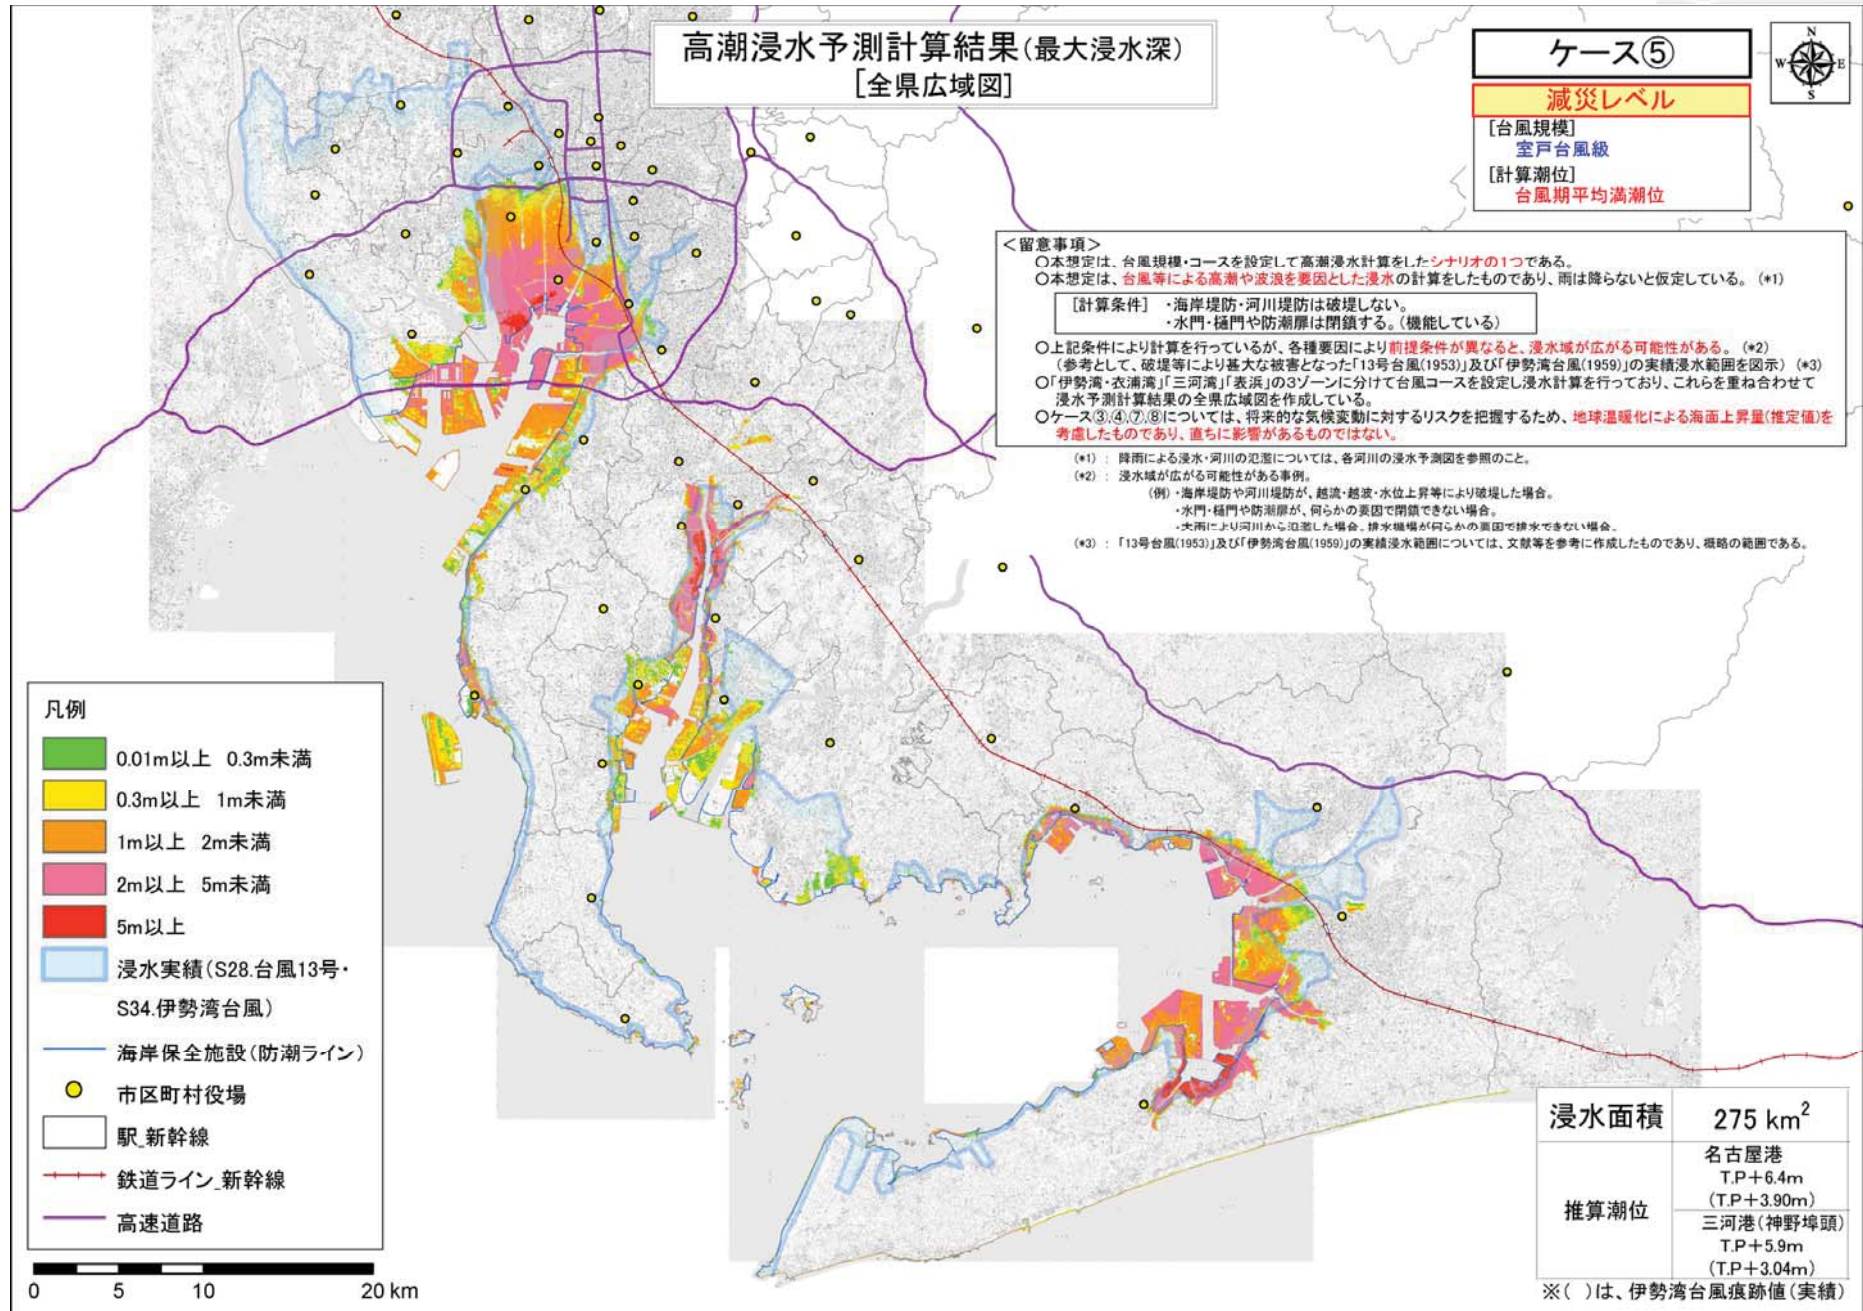 高潮浸水予測計算結果(最大浸水深)
[全県広域図]
ケース⑤
減災レベル
[台風規模]
室戸台風級
[計算潮位]
台風期平均満潮位
N
W
E
S
<留意事項>
○本想定は、台風規模・コースを設定して高潮浸水計算をしたシナリオの1つである。
○本想定は、台風等による高潮や波浪を要因とした浸水の計算をしたものであり、雨は降らないと仮定している。(*1)
[計算条件] ・海岸堤防・河川堤防は破堤しない。
・水門・樋門や防潮扉は閉鎖する。(機能している)
○上記条件により計算を行っているが、各種要因により前提条件が異なると、浸水域が広がる可能性がある。(*2)
(参考として、破堤等により甚大な被害となった「13号台風(1953)」及び「伊勢湾台風(1959)」の実績浸水範囲を図示)(*3)
○「伊勢湾・衣浦湾」「三河湾」「表浜」の3ゾーンに分けて台風コースを設定し浸水計算を行っており、これらを重ね合わせて
浸水予測計算結果の全県広域図を作成している。
○ケース③,④,⑦,⑧については、将来的な気候変動に対するリスクを把握するため、地球温暖化による海面上昇量(推定値)を
考慮したものであり、直ちに影響があるものではない。
(*1) : 降雨による浸水・河川の氾濫については、各河川の浸水予測図を参照のこと。
(*2) : 浸水域が広がる可能性がある事例。
(例)・海岸堤防や河川堤防が、越流・越波・水位上昇等により破堤した場合。
・水門・樋門や防潮扉が、何らかの要因で閉鎖できない場合。
・大雨により河川から氾濫した場合。排水機場が何らかの要因で排水できない場合。
(*3) : 「13号台風(1953)」及び「伊勢湾台風(1959)」の実績浸水範囲については、文献等を参考に作成したものであり、概略の範囲である。
凡例
0.01m以上 0.3m未満
0.3m以上 1m未満
1m以上 2m未満
2m以上 5m未満
5m以上
浸水実績(S28.台風13号・
S34.伊勢湾台風)
海岸保全施設(防潮ライン)
市区町村役場
駅_新幹線
鉄道ライン_新幹線
高速道路
0 5 10 20 km
浸水面積 275 km²
推算潮位
名古屋港
T.P+6.4m
(T.P+3.90m)
三河港(神野埠頭)
T.P+5.9m
(T.P+3.04m)
※( )は、伊勢湾台風痕跡値(実績)